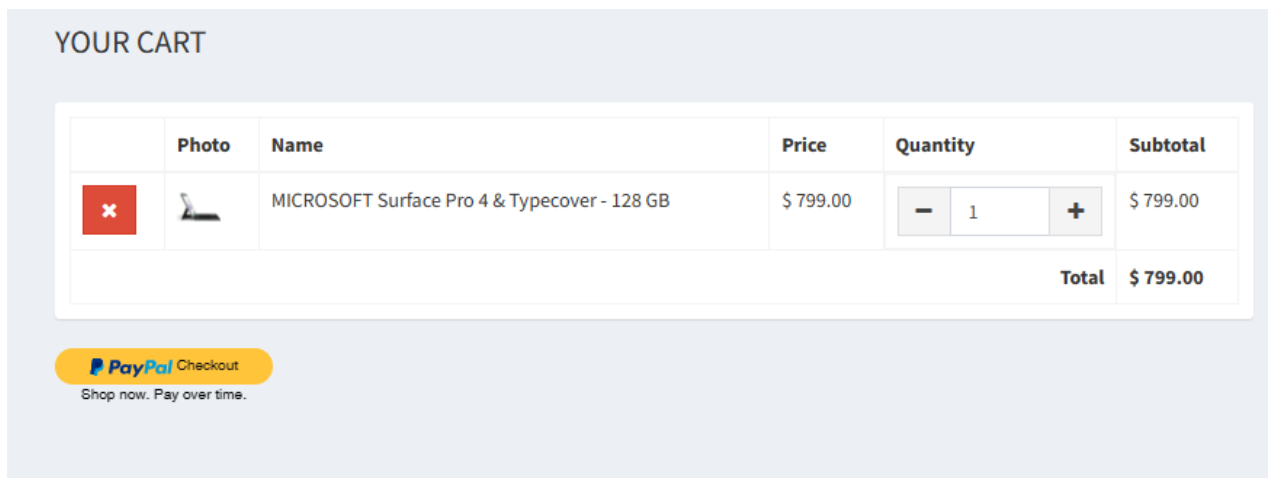 YOUR CART
Photo Name Price Quantity Subtotal
MICROSOFT Surface Pro 4 & Typecover - 128 GB $ 799.00 1 $ 799.00
Total $ 799.00
PayPal Checkout
Shop now. Pay over time.